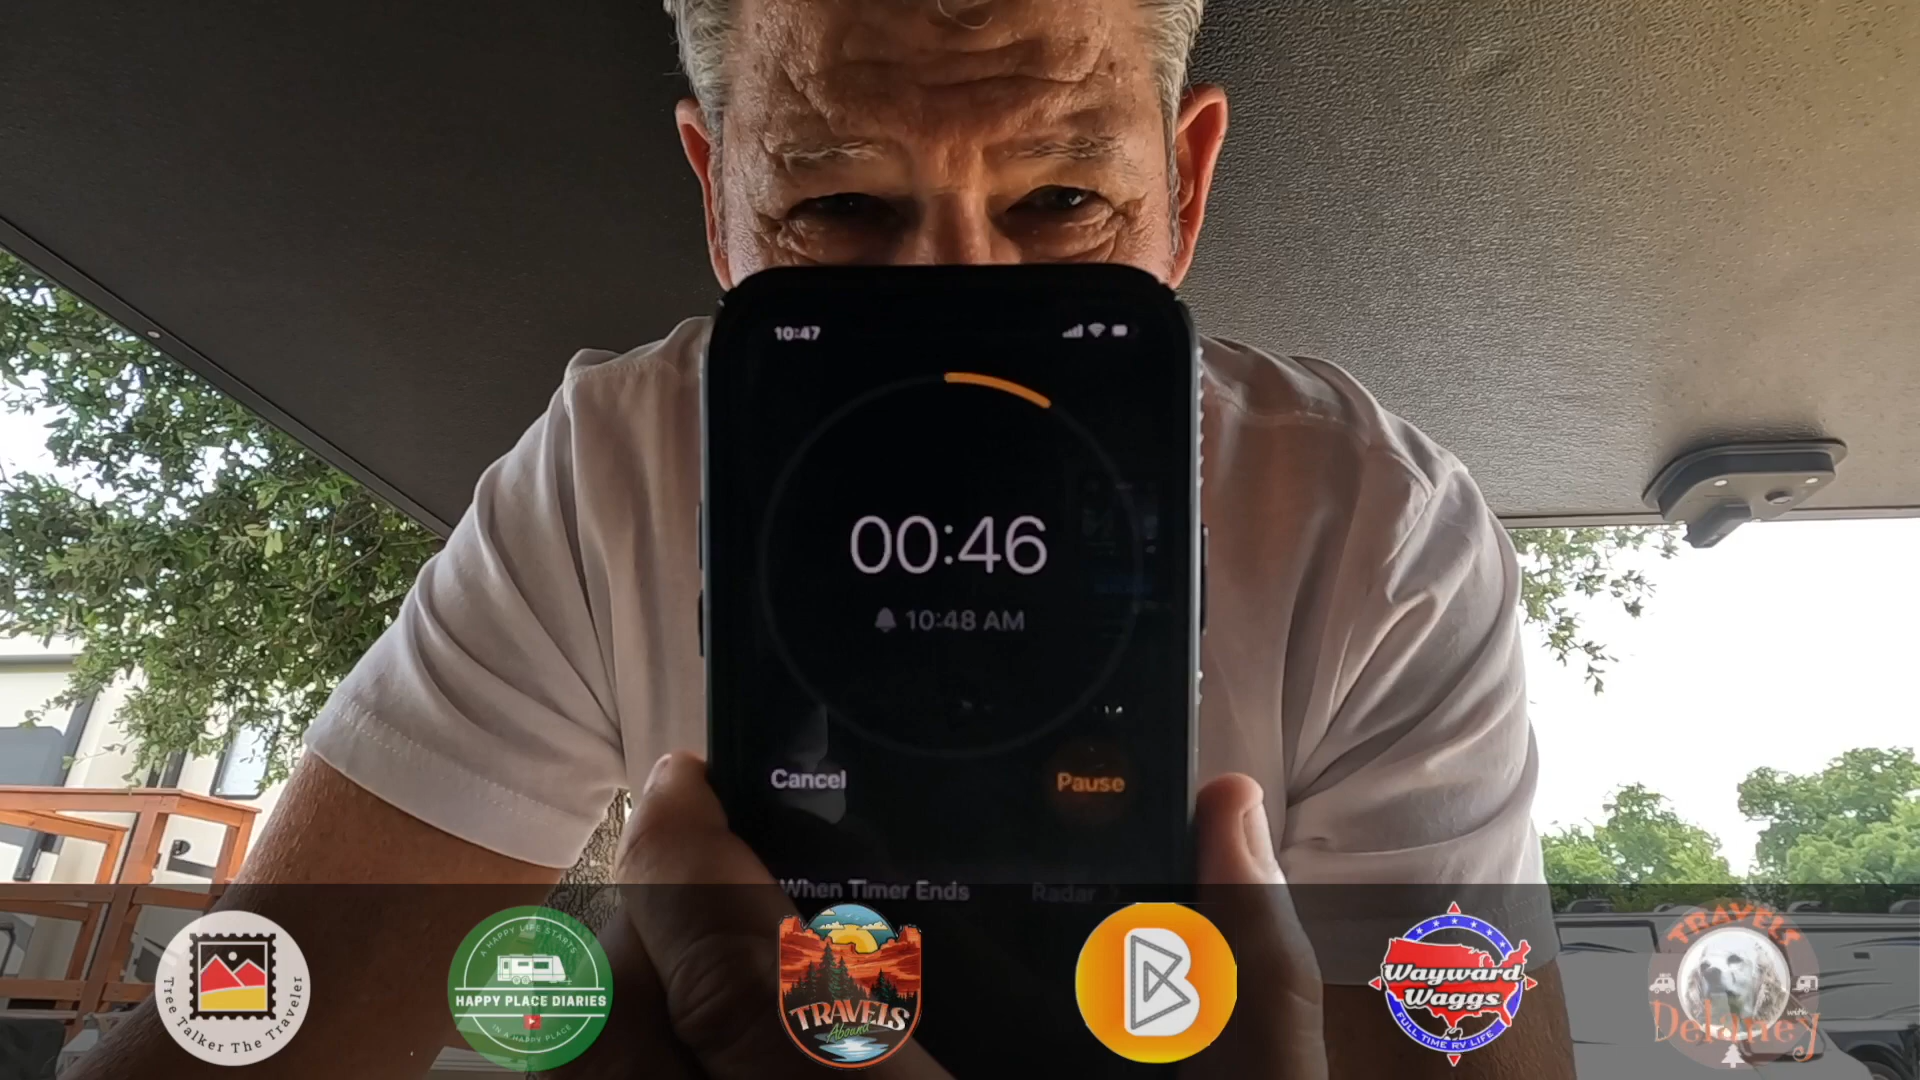 10:47
00:46
10:48 AM
Cancel
Pause
When Timer Ends
Radar
Tree Talker The Traveler
A HAPPY LIFE STARTS
HAPPY PLACE DIARIES
IN A HAPPY PLACE
TRAVELS
Abound
B
Wayward
Waggs
FULL TIME RV LIFE
TRAVELS
with
Delaney